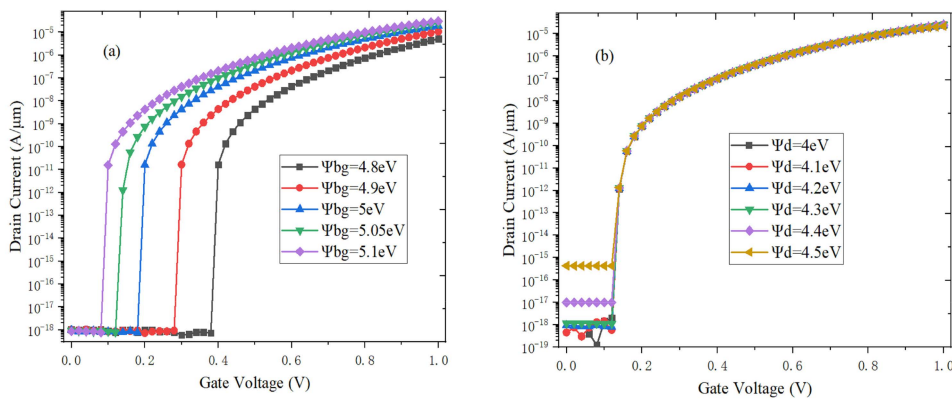 (a)
Drain Current (A/μm)
10⁻⁵
10⁻⁶
10⁻⁷
10⁻⁸
10⁻⁹
10⁻¹⁰
10⁻¹¹
10⁻¹²
10⁻¹³
10⁻¹⁴
10⁻¹⁵
10⁻¹⁶
10⁻¹⁷
10⁻¹⁸
Ψbg=4.8eV
Ψbg=4.9eV
Ψbg=5eV
Ψbg=5.05eV
Ψbg=5.1eV
0.0 0.2 0.4 0.6 0.8 1.0
Gate Voltage (V)
(b)
Drain Current (A/μm)
10⁻⁵
10⁻⁶
10⁻⁷
10⁻⁸
10⁻⁹
10⁻¹⁰
10⁻¹¹
10⁻¹²
10⁻¹³
10⁻¹⁴
10⁻¹⁵
10⁻¹⁶
10⁻¹⁷
10⁻¹⁸
10⁻¹⁹
Ψd=4eV
Ψd=4.1eV
Ψd=4.2eV
Ψd=4.3eV
Ψd=4.4eV
Ψd=4.5eV
0.0 0.2 0.4 0.6 0.8 1.0
Gate Voltage (V)